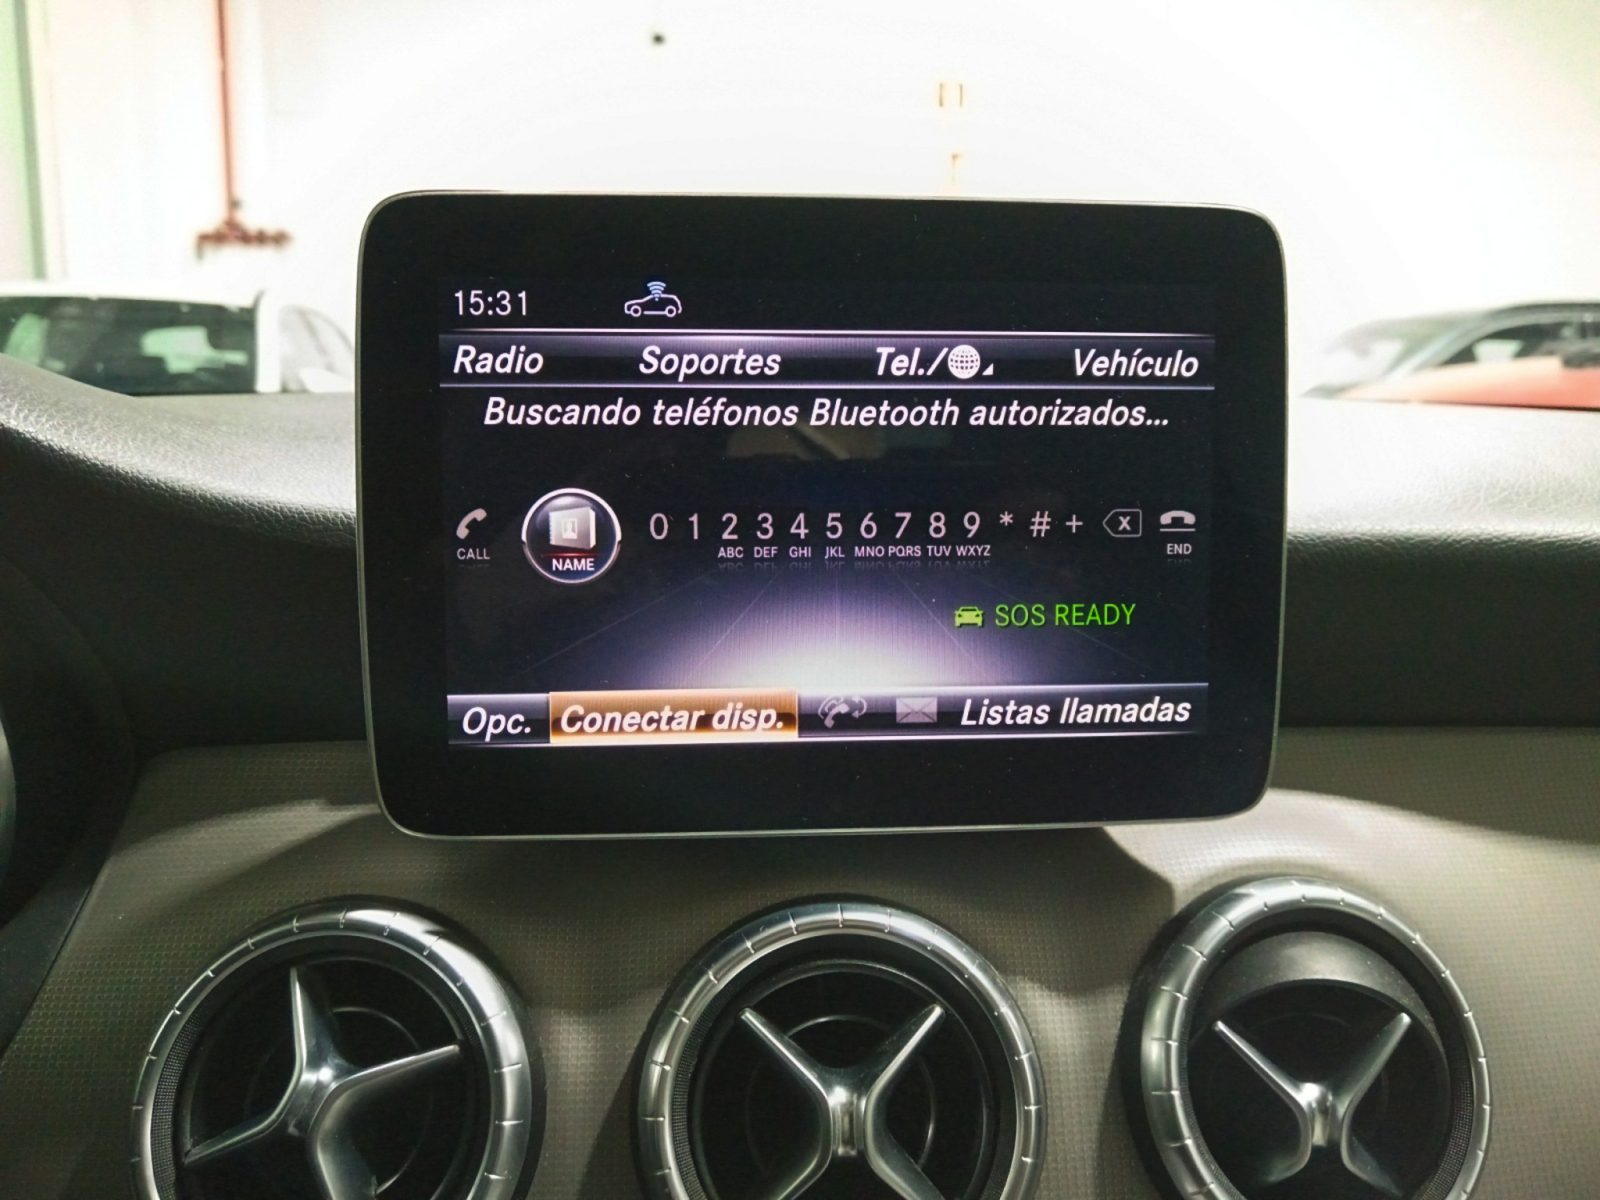 15:31
Radio Soportes Tel./ Vehículo
Buscando teléfonos Bluetooth autorizados...
CALL NAME 0 1 2 3 4 5 6 7 8 9 * # + X END
ABC DEF GHI JKL MNO PQRS TUV WXYZ
SOS READY
Opc. Conectar disp. Listas llamadas